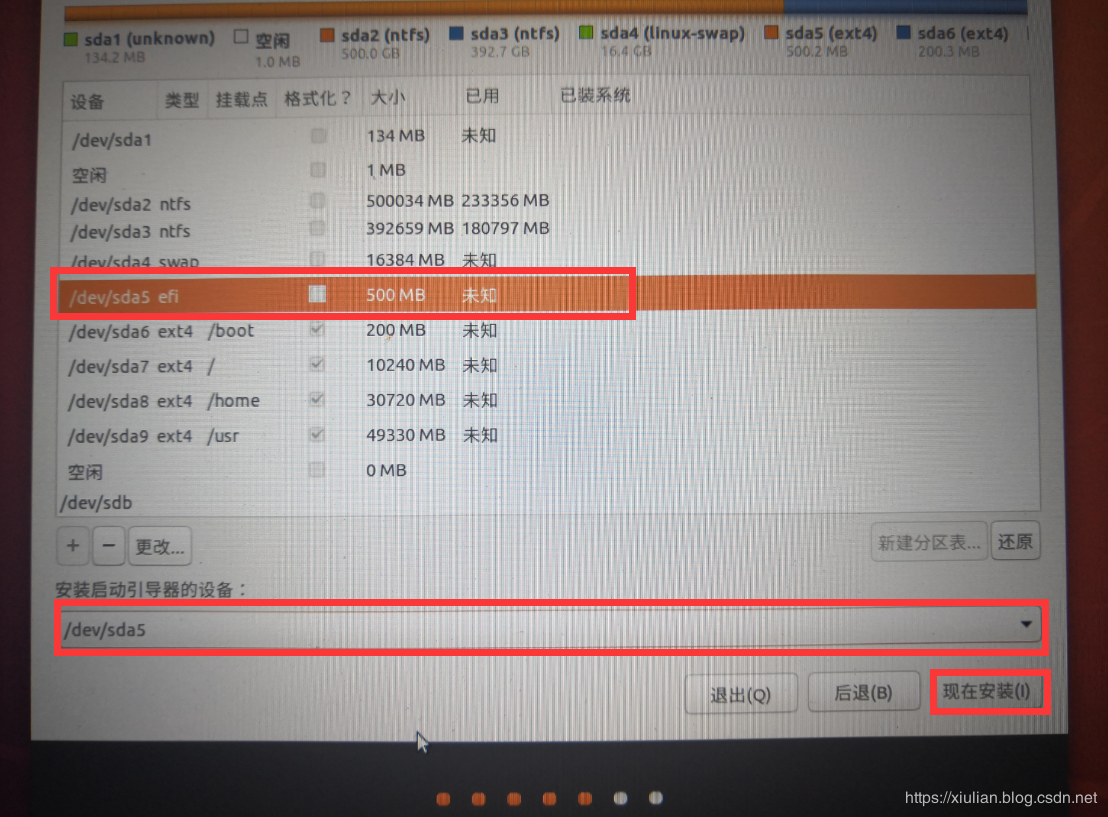 sda1 (unknown) 空闲 sda2 (ntfs) sda3 (ntfs) sda4 (linux-swap) sda5 (ext4) sda6 (ext4)
134.2 MB 1.0 MB 500.0 GB 392.7 GB 16.4 GB 500.2 MB 200.3 MB
设备 类型 挂载点 格式化？ 大小 已用 已装系统
/dev/sda1 134 MB 未知
空闲 1 MB
/dev/sda2 ntfs 500034 MB 233356 MB
/dev/sda3 ntfs 392659 MB 180797 MB
/dev/sda4 swap 16384 MB 未知
/dev/sda5 efi 500 MB 未知
/dev/sda6 ext4 /boot 200 MB 未知
/dev/sda7 ext4 / 10240 MB 未知
/dev/sda8 ext4 /home 30720 MB 未知
/dev/sda9 ext4 /usr 49330 MB 未知
空闲 0 MB
/dev/sdb
+ − 更改... 新建分区表... 还原
安装启动引导器的设备：
/dev/sda5
退出(Q) 后退(B) 现在安装(I)
https://xiulian.blog.csdn.net